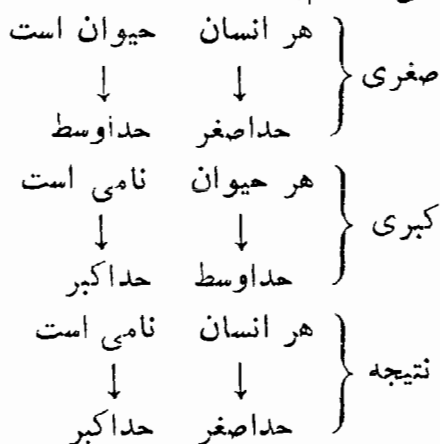 هر انسان حیوان است
صغری
↓ ↓
حداصغر حداوسط
هر حیوان نامی است
کبری
↓ ↓
حداوسط حداکبر
هر انسان نامی است
نتیجه
↓ ↓
حداصغر حداکبر